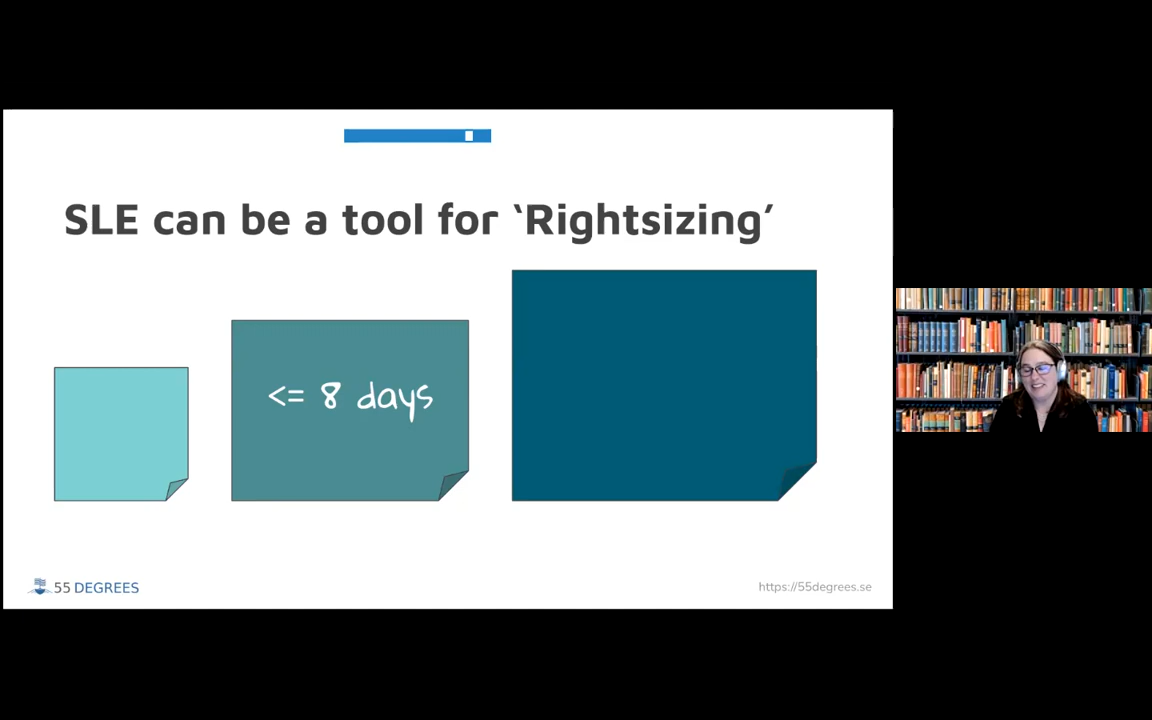 SLE can be a tool for ‘Rightsizing’
<= 8 days
55 DEGREES
https://55degrees.se